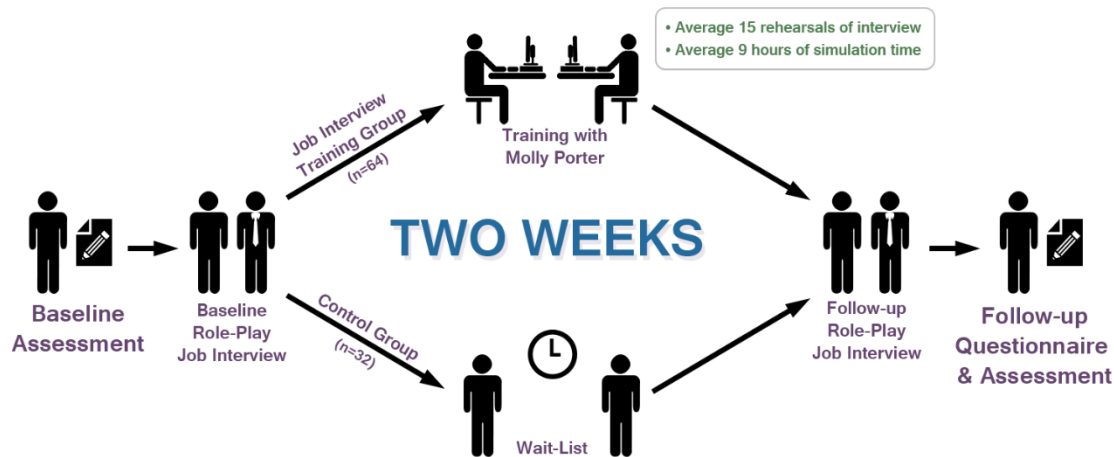 • Average 15 rehearsals of interview
• Average 9 hours of simulation time
Job Interview
Training Group
(n=64)
Training with
Molly Porter
TWO WEEKS
Baseline
Assessment
Baseline
Role-Play
Job Interview
Control Group
(n=32)
Wait-List
Follow-up
Role-Play
Job Interview
Follow-up
Questionnaire
& Assessment